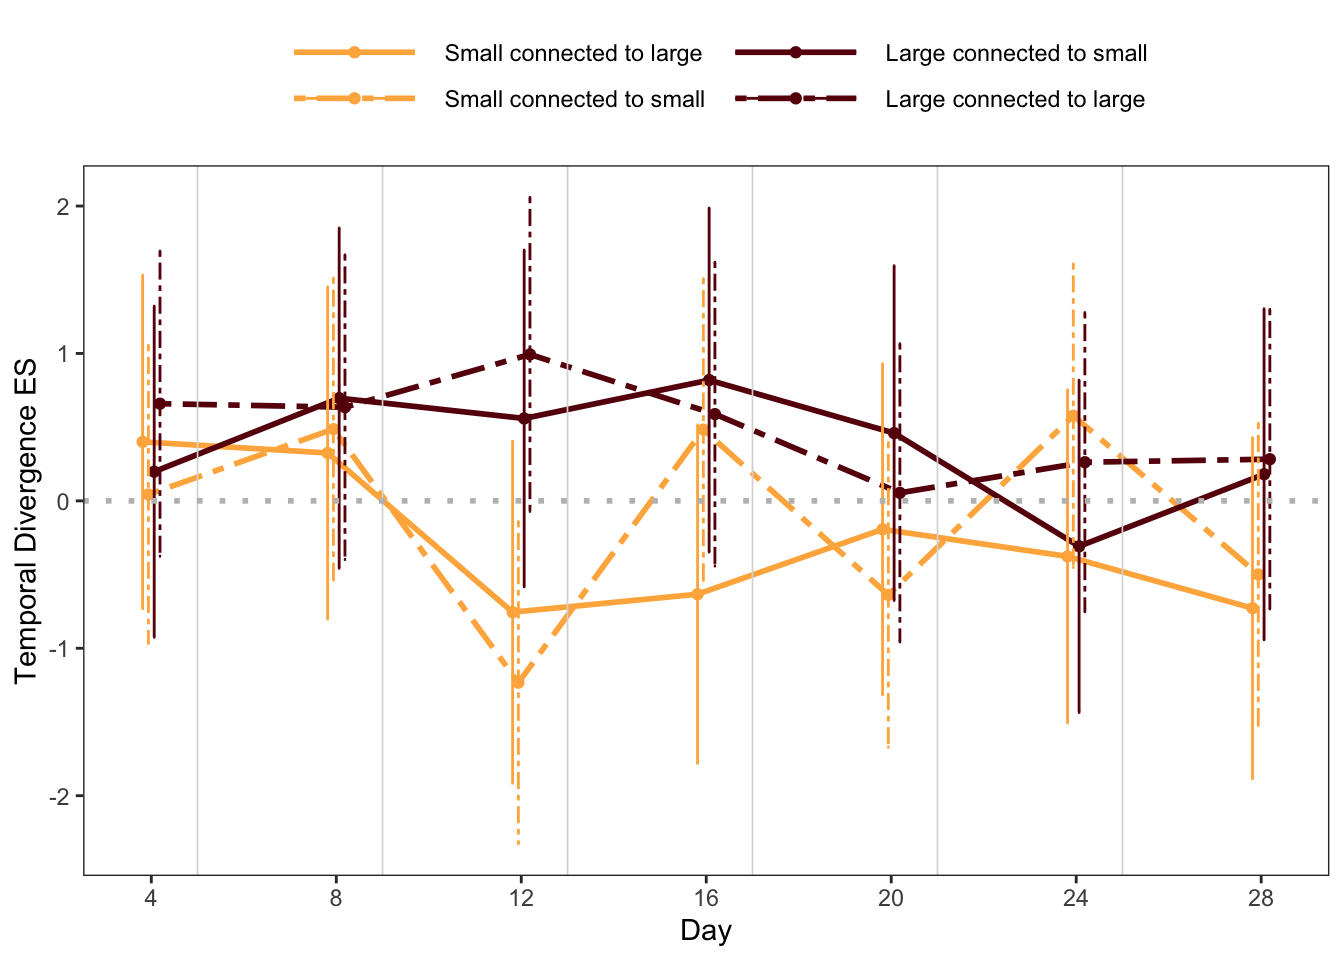 Small connected to large
Large connected to small
Small connected to small
Large connected to large
Temporal Divergence ES
2
1
0
-1
-2
4 8 12 16 20 24 28
Day